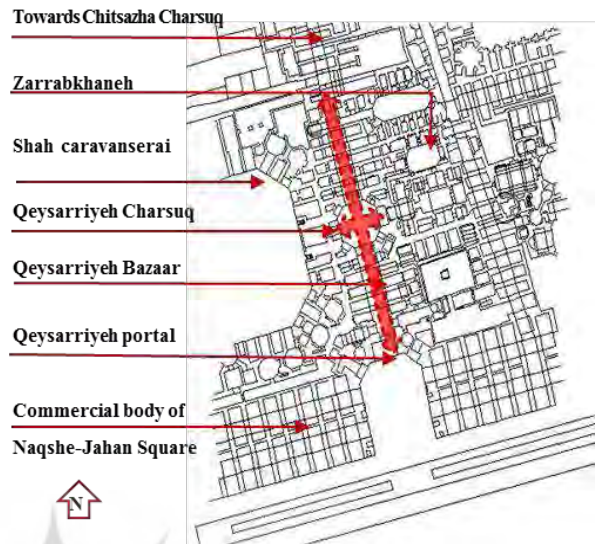 Towards Chitsazha Charsuq
Zarrabkhaneh
Shah caravanserai
Qeysarriyeh Charsuq
Qeysarriyeh Bazaar
Qeysarriyeh portal
Commercial body of
Naqshe-Jahan Square
N